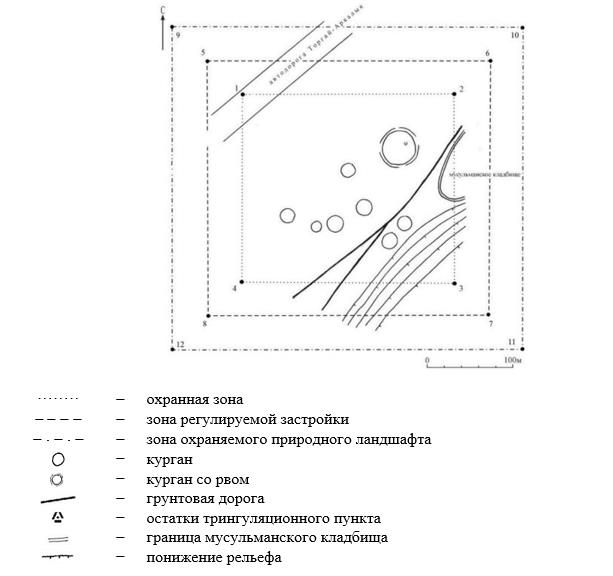 С
9
10
автодорога Торгай-Аркалык
5
6
1
2
мусульманское кладбище
4
3
8
7
12
11
0
100м
– охранная зона
– зона регулируемой застройки
– зона охраняемого природного ландшафта
– курган
– курган со рвом
– грунтовая дорога
– остатки трингуляционного пункта
– граница мусульманского кладбища
– понижение рельефа